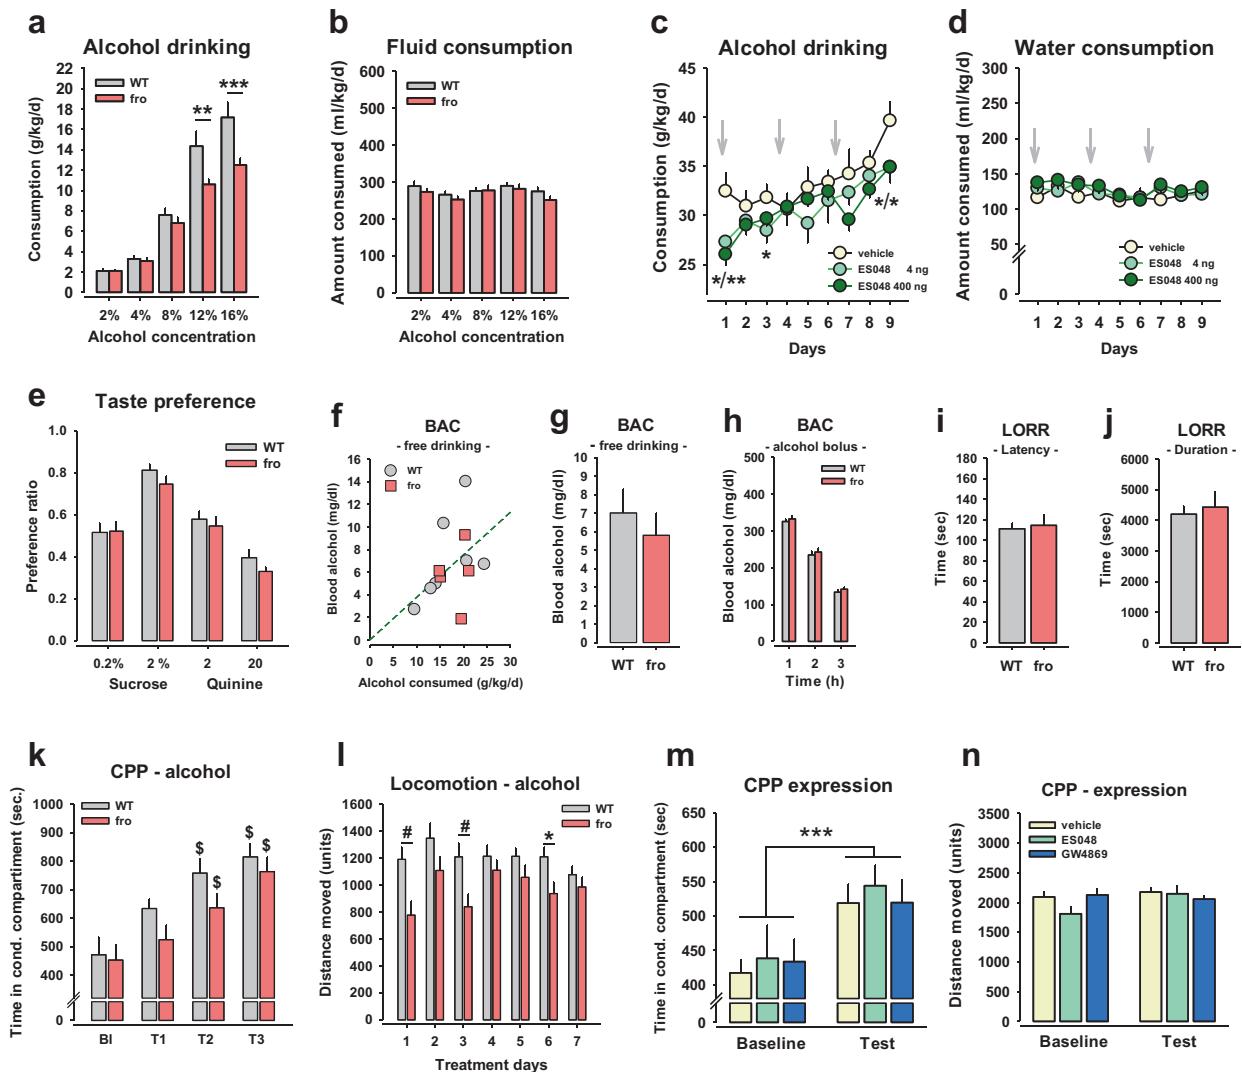 a
Alcohol drinking
Consumption (g/kg/d)
22
20
18
16
14
12
10
8
6
4
2
0
WT
fro
**
***
2% 4% 8% 12% 16%
Alcohol concentration
b
Fluid consumption
Amount consumed (ml/kg/d)
600
500
400
300
200
100
0
WT
fro
2% 4% 8% 12% 16%
Alcohol concentration
c
Alcohol drinking
Consumption (g/kg/d)
45
40
35
30
25
*/**
*
*/*
vehicle
ES048 4 ng
ES048 400 ng
1 2 3 4 5 6 7 8 9
Days
d
Water consumption
Amount consumed (ml/kg/d)
300
250
200
150
100
50
0
vehicle
ES048 4 ng
ES048 400 ng
1 2 3 4 5 6 7 8 9
Days
e
Taste preference
Preference ratio
1.0
0.8
0.6
0.4
0.2
0.0
WT
fro
0.2% 2 % 2 20
Sucrose Quinine
f
BAC
- free drinking -
Blood alcohol (mg/dl)
16
14
12
10
8
6
4
2
0
WT
fro
0 5 10 15 20 25 30
Alcohol consumed (g/kg/d)
g
BAC
- free drinking -
Blood alcohol (mg/dl)
10
9
8
7
6
5
4
3
2
1
0
WT fro
h
BAC
- alcohol bolus -
Blood alcohol (mg/dl)
500
400
300
200
100
0
WT
fro
1 2 3
Time (h)
i
LORR
- Latency -
Time (sec)
180
160
140
120
100
80
60
40
20
0
WT fro
j
LORR
- Duration -
Time (sec)
6000
5000
4000
3000
2000
1000
0
WT fro
k
CPP - alcohol
Time in cond. compartment (sec.)
1000
900
800
700
600
500
400
0
WT
fro
$
$
$
$
BI T1 T2 T3
l
Locomotion - alcohol
Distance moved (units)
1600
1400
1200
1000
800
600
400
200
0
WT
fro
#
#
*
1 2 3 4 5 6 7
Treatment days
m
CPP expression
Time in cond. compartment (sec)
650
600
550
500
450
400
0
***
Baseline Test
n
CPP - expression
Distance moved (units)
3500
3000
2500
2000
1500
1000
500
0
vehicle
ES048
GW4869
Baseline Test